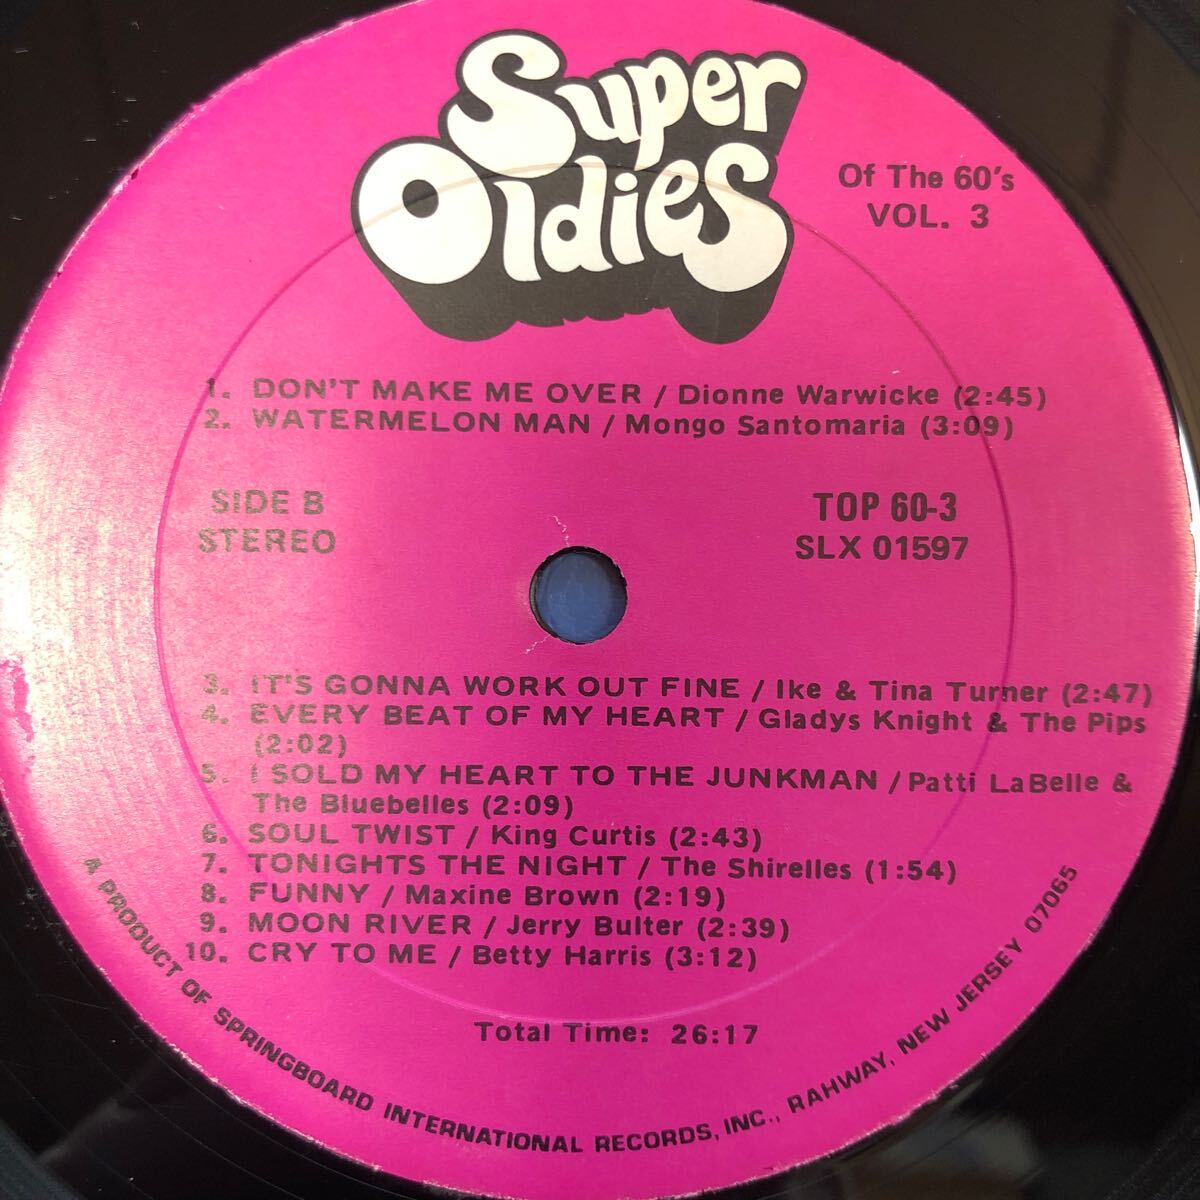 Super
Oldies
Of The 60's
VOL. 3
1. DON'T MAKE ME OVER / Dionne Warwicke (2:45)
2. WATERMELON MAN / Mongo Santomaria (3:09)
SIDE B
STEREO
TOP 60-3
SLX 01597
3. IT'S GONNA WORK OUT FINE / Ike & Tina Turner (2:47)
4. EVERY BEAT OF MY HEART / Gladys Knight & The Pips
(2:02)
5. I SOLD MY HEART TO THE JUNKMAN / Patti LaBelle &
The Bluebelles (2:09)
6. SOUL TWIST / King Curtis (2:43)
7. TONIGHTS THE NIGHT / The Shirelles (1:54)
8. FUNNY / Maxine Brown (2:19)
9. MOON RIVER / Jerry Bulter (2:39)
10. CRY TO ME / Betty Harris (3:12)
Total Time: 26:17
A PRODUCT OF SPRINGBOARD INTERNATIONAL RECORDS, INC., RAHWAY, NEW JERSEY 07065